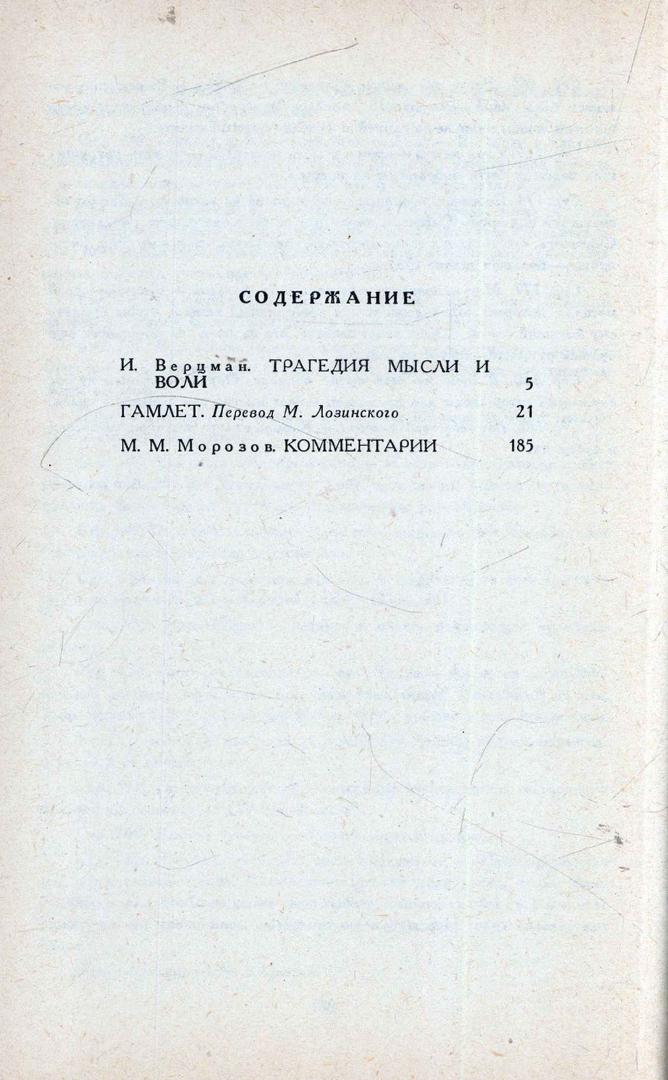 СОДЕРЖАНИЕ
И. Верцман. ТРАГЕДИЯ МЫСЛИ И
ВОЛИ 5
ГАМЛЕТ. Перевод М. Лозинского 21
М. М. Морозов. КОММЕНТАРИИ 185